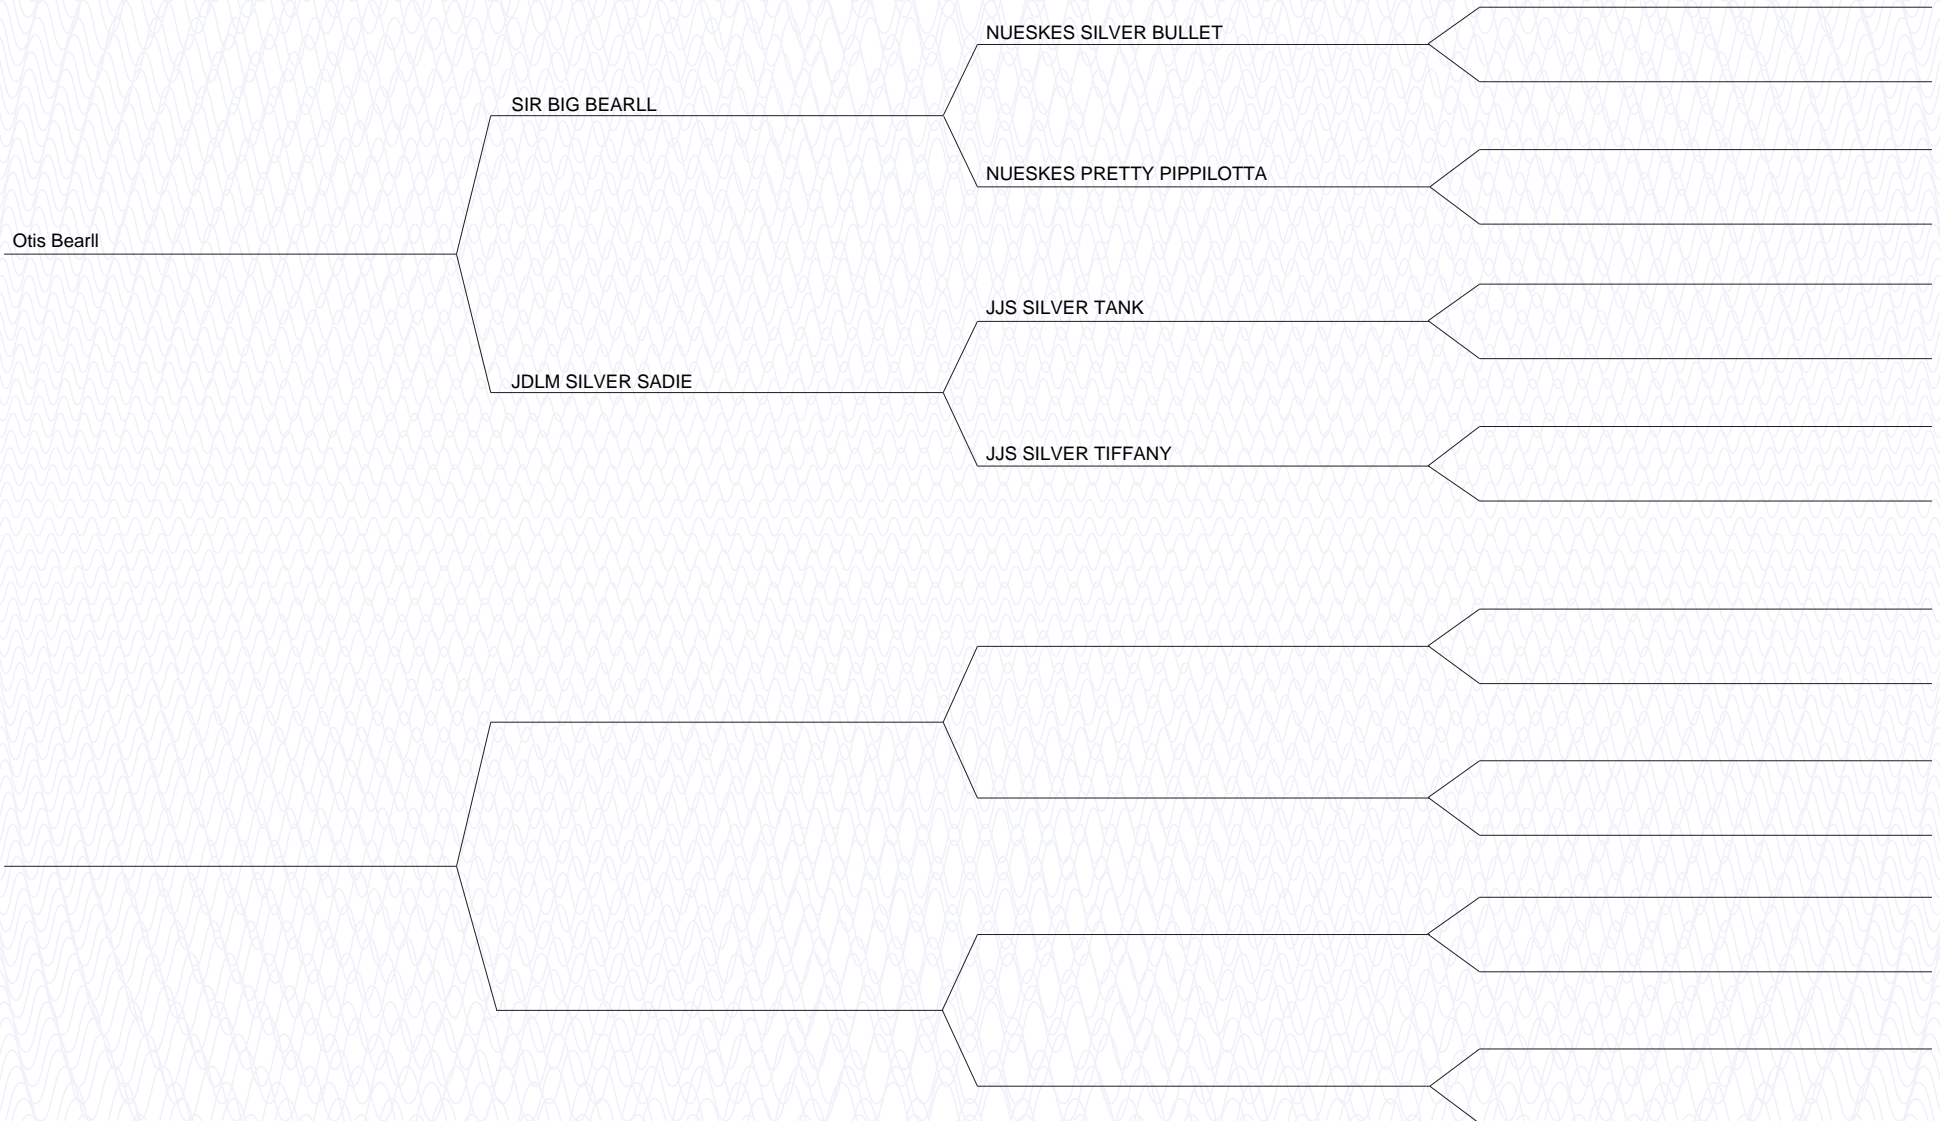 NUESKES SILVER BULLET
SIR BIG BEARLL
NUESKES PRETTY PIPPILOTTA
Otis Bearll
JJS SILVER TANK
JDLM SILVER SADIE
JJS SILVER TIFFANY